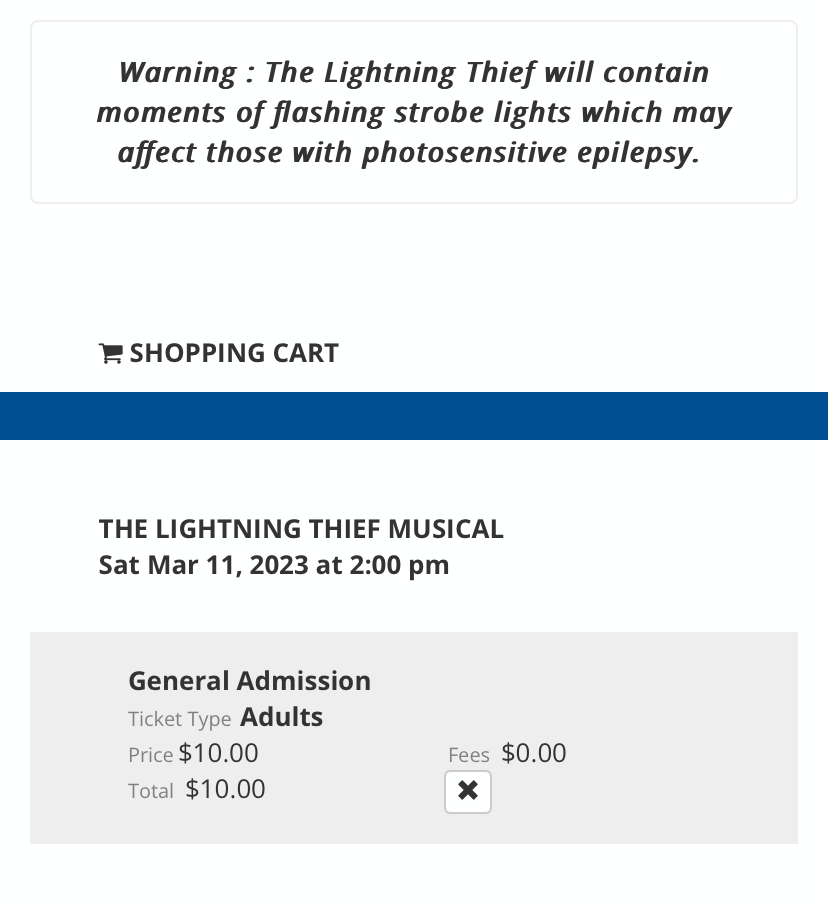 Warning : The Lightning Thief will contain
moments of flashing strobe lights which may
affect those with photosensitive epilepsy.
SHOPPING CART
THE LIGHTNING THIEF MUSICAL
Sat Mar 11, 2023 at 2:00 pm
General Admission
Ticket Type Adults
Price $10.00 Fees $0.00
Total $10.00